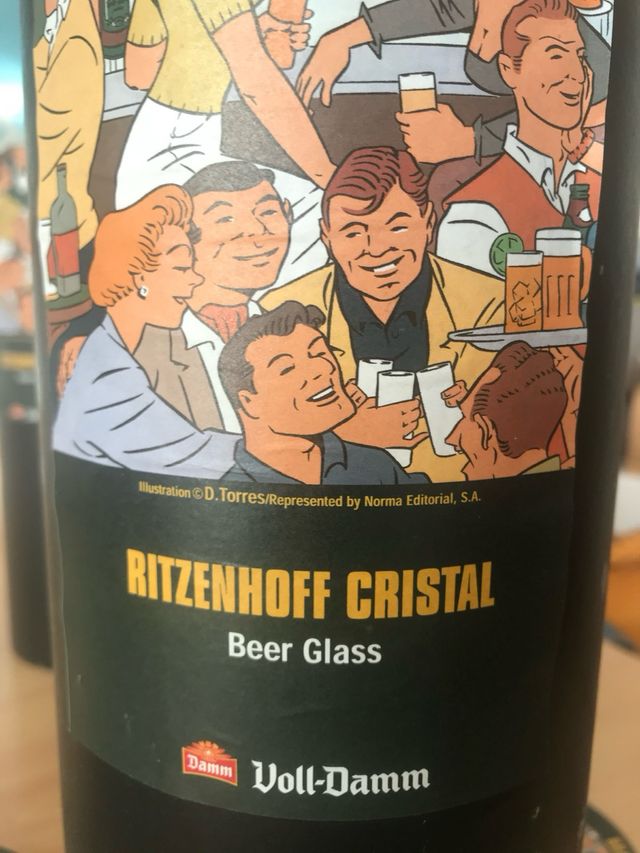 Illustration © D.Torres/Represented by Norma Editorial, S.A.
RITZENHOFF CRISTAL
Beer Glass
Damm Voll-Damm